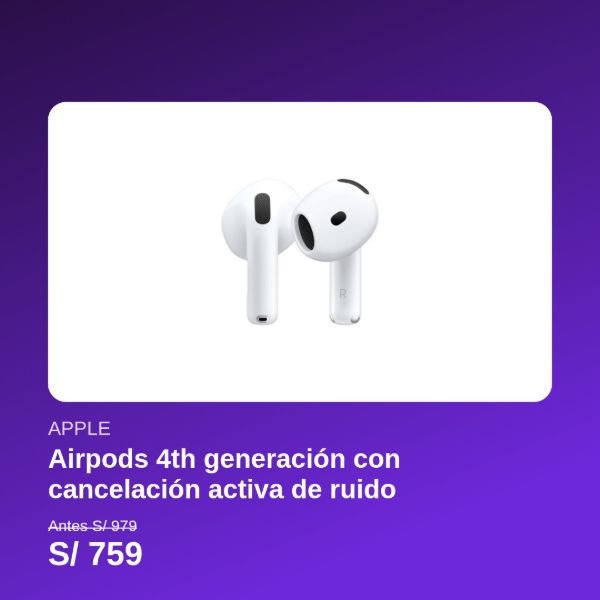 R
APPLE
Airpods 4th generación con
cancelación activa de ruido
Antes S/ 979
S/ 759